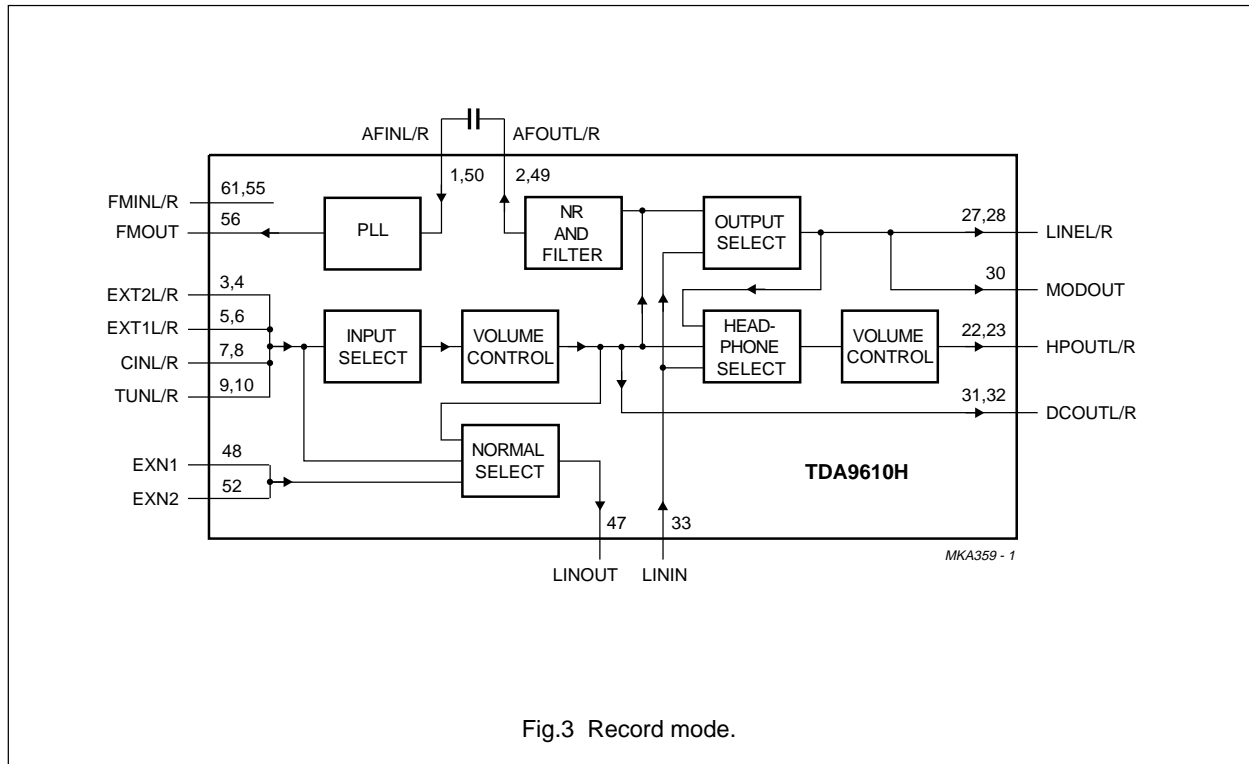 AFINL/R
AFOUTL/R
1,50
2,49
FMINL/R
61,55
FMOUT
56
PLL
NR
AND
FILTER
OUTPUT
SELECT
27,28
LINEL/R
30
MODOUT
EXT2L/R
3,4
EXT1L/R
5,6
CINL/R
7,8
TUNL/R
9,10
INPUT
SELECT
VOLUME
CONTROL
HEAD-
PHONE
SELECT
VOLUME
CONTROL
22,23
HPOUTL/R
31,32
DCOUTL/R
EXN1
48
EXN2
52
NORMAL
SELECT
TDA9610H
47
33
LINOUT
LININ
MKA359 - 1
Fig.3 Record mode.